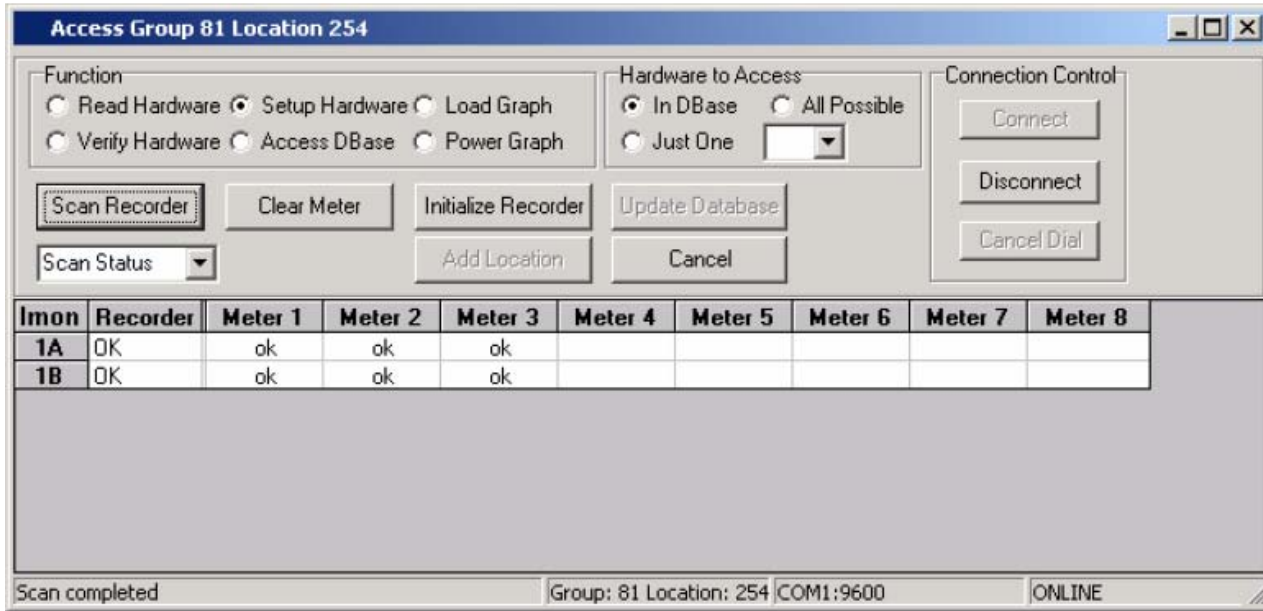 Access Group 81 Location 254
Function
Hardware to Access
Connection Control
Read Hardware Setup Hardware Load Graph
In DBase All Possible
Connect
Verify Hardware Access DBase Power Graph
Just One
Disconnect
Scan Recorder Clear Meter Initialize Recorder Update Database
Cancel Dial
Scan Status Add Location Cancel
Imon Recorder Meter 1 Meter 2 Meter 3 Meter 4 Meter 5 Meter 6 Meter 7 Meter 8
1A OK ok ok ok
1B OK ok ok ok
Scan completed Group: 81 Location: 254 COM1:9600 ONLINE